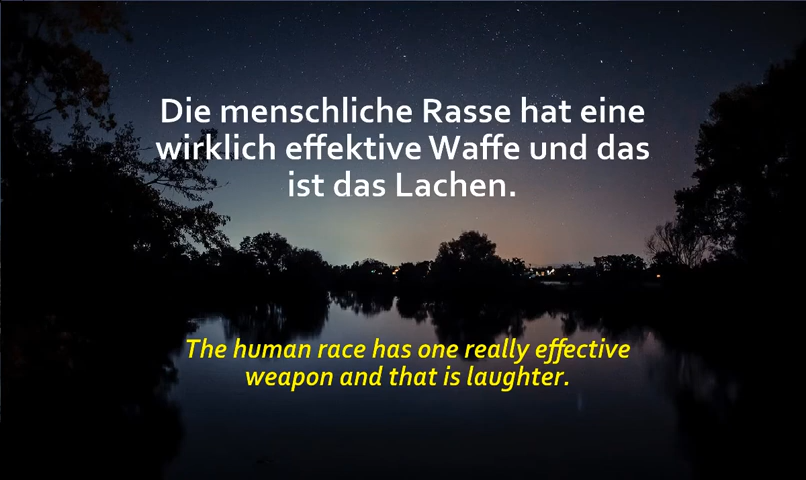 Die menschliche Rasse hat eine
wirklich effektive Waffe und das
ist das Lachen.
The human race has one really effective
weapon and that is laughter.